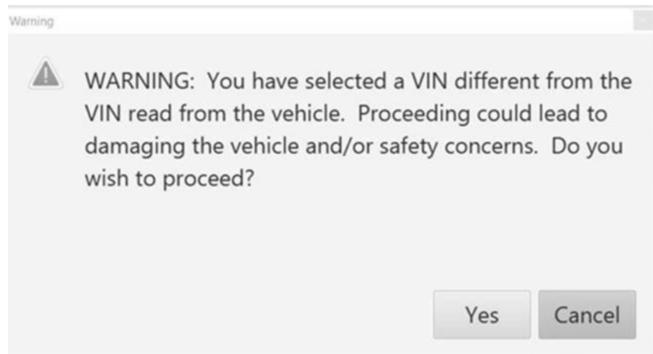 Warning
WARNING: You have selected a VIN different from the
VIN read from the vehicle. Proceeding could lead to
damaging the vehicle and/or safety concerns. Do you
wish to proceed?
Yes
Cancel